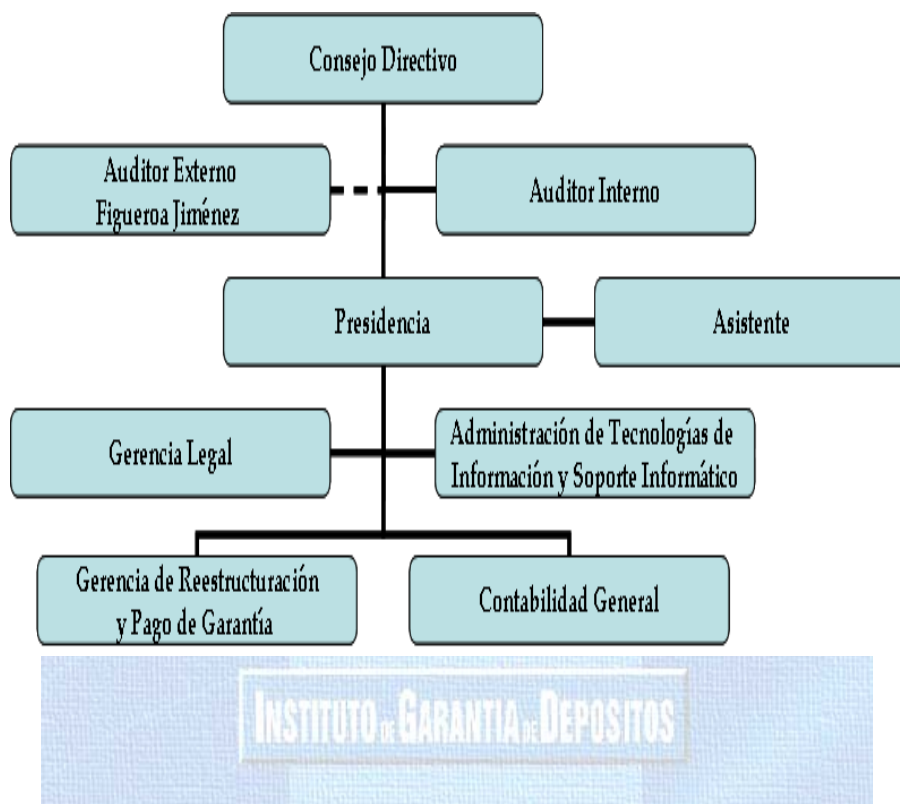 Consejo Directivo
Auditor Externo
Figueroa Jiménez
Auditor Interno
Presidencia
Asistente
Gerencia Legal
Administración de Tecnologías de
Información y Soporte Informático
Gerencia de Reestructuración
y Pago de Garantía
Contabilidad General
INSTITUTO DE GARANTIA DE DEPOSITOS